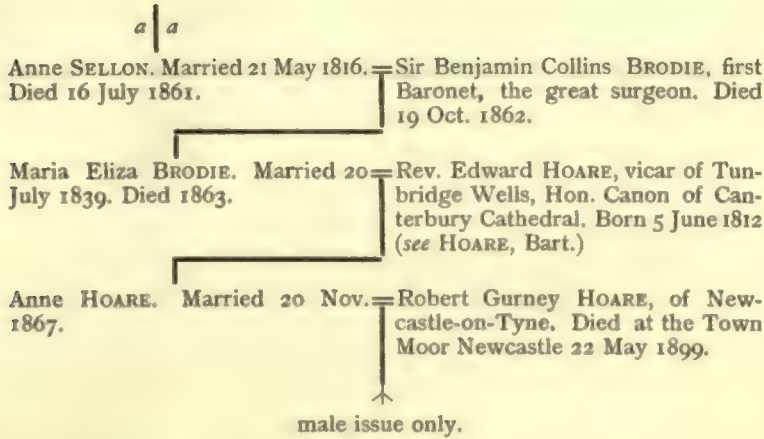 a a
Anne SELLON. Married 21 May 1816.
Died 16 July 1861.
=Sir Benjamin Collins BRODIE, first
Baronet, the great surgeon. Died
19 Oct. 1862.
Maria Eliza BRODIE. Married 20
July 1839. Died 1863.
=Rev. Edward HOARE, vicar of Tun-
bridge Wells, Hon. Canon of Can-
terbury Cathedral. Born 5 June 1812
(see HOARE, Bart.)
Anne HOARE. Married 20 Nov.
1867.
=Robert Gurney HOARE, of New-
castle-on-Tyne. Died at the Town
Moor Newcastle 22 May 1899.
male issue only.